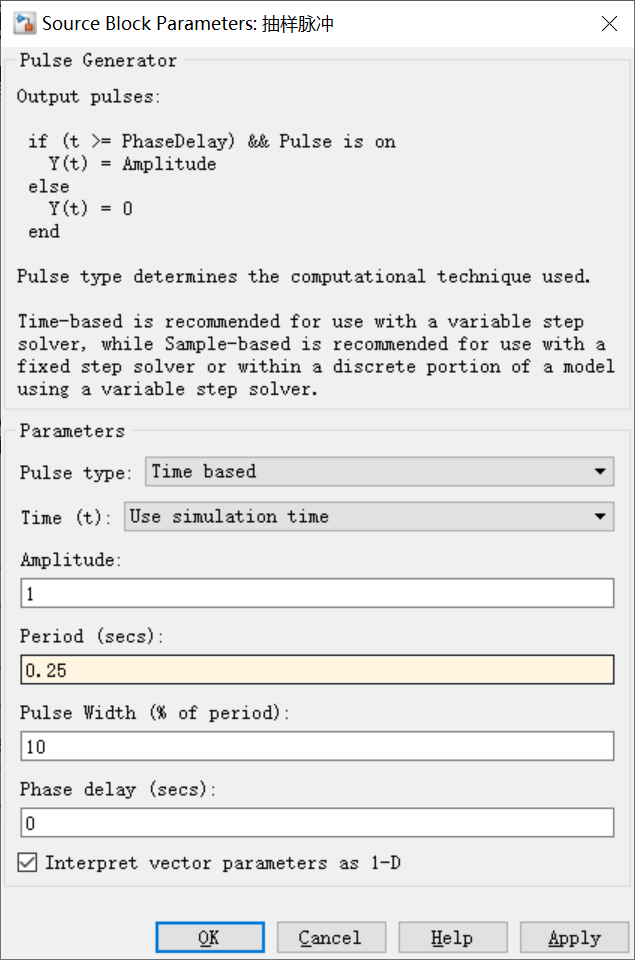 Source Block Parameters: 抽样脉冲
Pulse Generator
Output pulses:
if (t >= PhaseDelay) && Pulse is on
Y(t) = Amplitude
else
Y(t) = 0
end
Pulse type determines the computational technique used.
Time-based is recommended for use with a variable step
solver, while Sample-based is recommended for use with a
fixed step solver or within a discrete portion of a model
using a variable step solver.
Parameters
Pulse type: Time based
Time (t): Use simulation time
Amplitude:
1
Period (secs):
0.25
Pulse Width (% of period):
10
Phase delay (secs):
0
Interpret vector parameters as 1-D
OK Cancel Help Apply